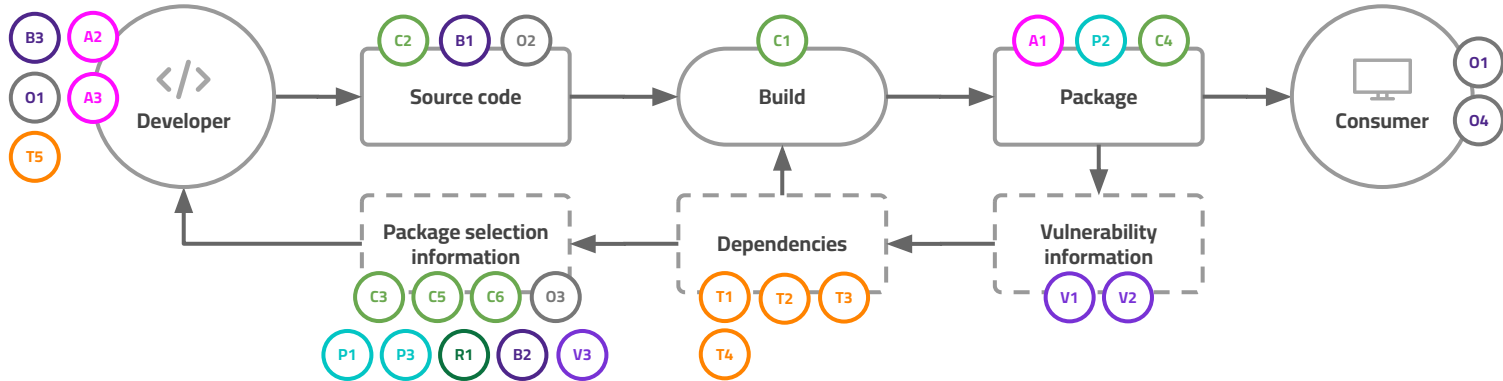 B3 A2
O1 A3
T5
</>
Developer
C2 B1 O2
Source code
C1
Build
A1 P2 C4
Package
O1
O4
Consumer
Package selection
information
C3 C5 C6 O3
P1 P3 R1 B2 V3
Dependencies
T1 T2 T3
T4
Vulnerability
information
V1 V2